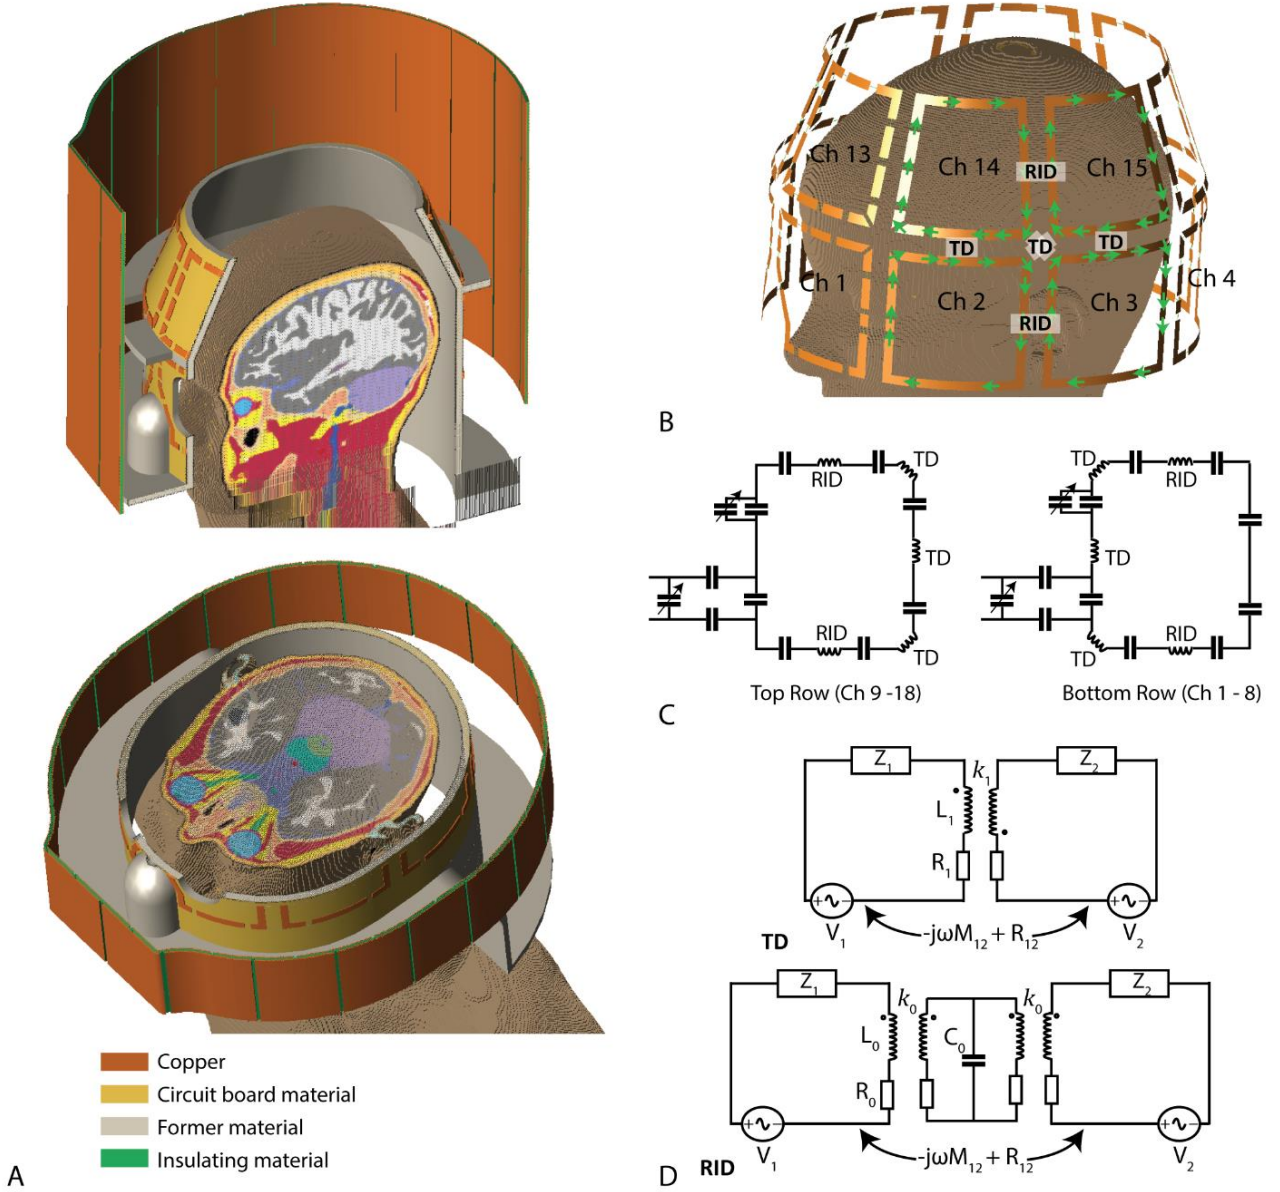 Copper
Circuit board material
Former material
Insulating material
A
Ch 13
Ch 14
RID
Ch 15
TD
TD
TD
Ch 1
Ch 2
Ch 3
Ch 4
RID
B
RID
TD
TD
RID
TD
Top Row (Ch 9 -18)
TD
RID
TD
RID
TD
Bottom Row (Ch 1 - 8)
C
Z₁
k₁
Z₂
L₁
R₁
V₁
-jωM₁₂ + R₁₂
V₂
TD
Z₁
k₀
k₀
Z₂
L₀
C₀
R₀
V₁
-jωM₁₂ + R₁₂
V₂
D
RID